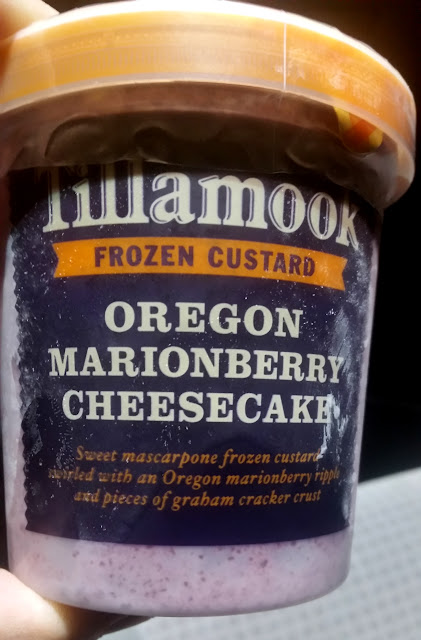 Tillamook
FROZEN CUSTARD
OREGON
MARIONBERRY
CHEESECAKE
Sweet mascarpone frozen custard
swirled with an Oregon marionberry ripple
and pieces of graham cracker crust